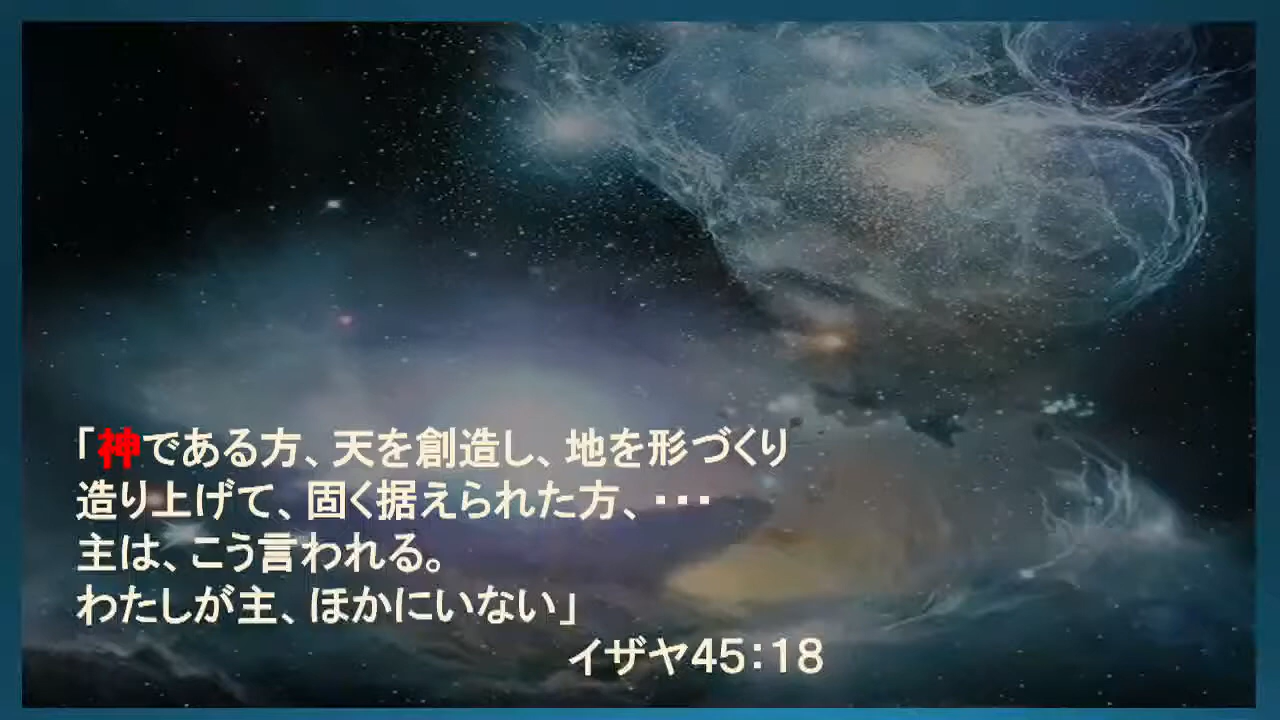 「神である方、天を創造し、地を形づくり
造り上げて、固く据えられた方、・・・
主は、こう言われる。
わたしが主、ほかにいない」
イザヤ45:18